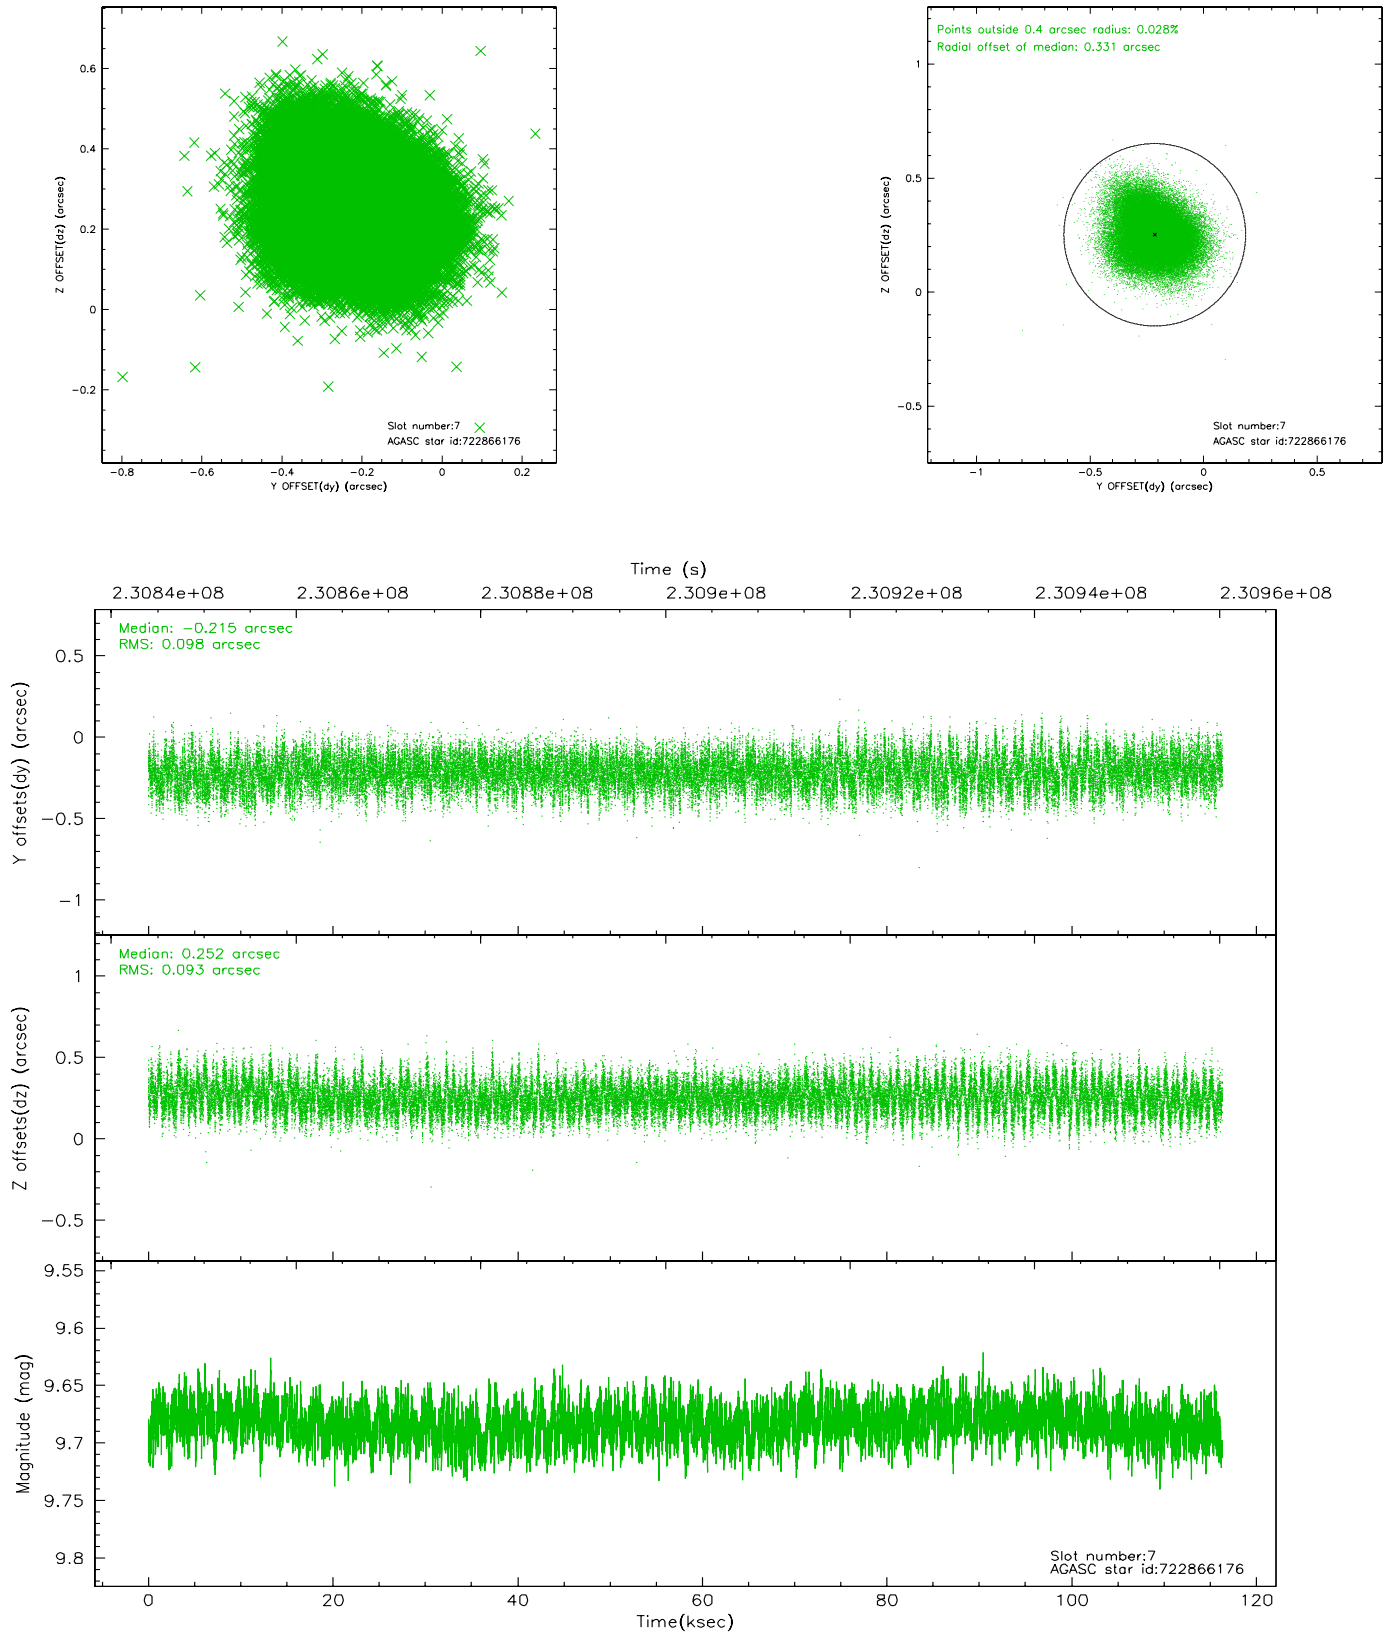 0.6
0.4
0.2
0
−0.2
Z OFFSET(dz) (arcsec)
Slot number:7
AGASC star id:722866176
−0.8 −0.6 −0.4 −0.2 0 0.2
Y OFFSET(dy) (arcsec)
Points outside 0.4 arcsec radius: 0.028%
Radial offset of median: 0.331 arcsec
1
0.5
0
−0.5
Z OFFSET(dz) (arcsec)
Slot number:7
AGASC star id:722866176
−1 −0.5 0 0.5
Y OFFSET(dy) (arcsec)
Time (s)
2.3084e+08 2.3086e+08 2.3088e+08 2.309e+08 2.3092e+08 2.3094e+08 2.3096e+08
Median: −0.215 arcsec
RMS: 0.098 arcsec
0.5
0
−0.5
−1
Y offsets(dy) (arcsec)
Median: 0.252 arcsec
RMS: 0.093 arcsec
1
0.5
0
−0.5
Z offsets(dz) (arcsec)
9.55
9.6
9.65
9.7
9.75
9.8
Magnitude (mag)
Slot number:7
AGASC star id:722866176
0 20 40 60 80 100 120
Time(ksec)